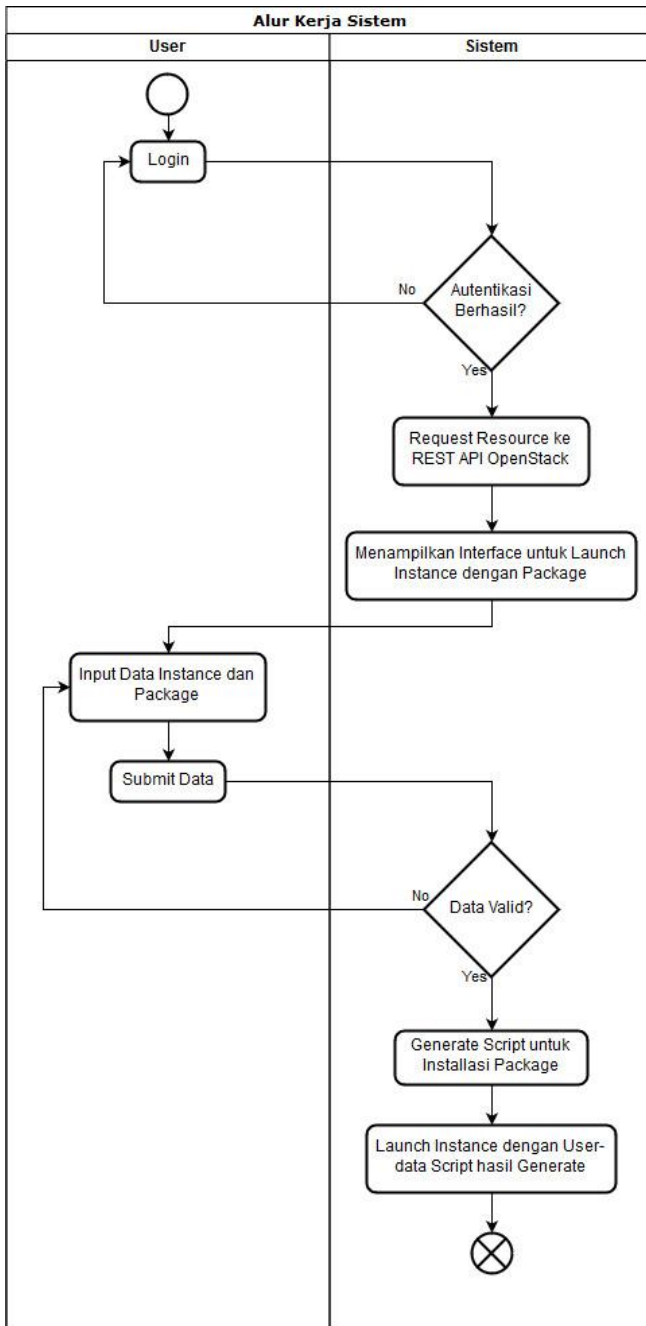 Alur Kerja Sistem
User
Sistem
Login
No
Autentikasi
Berhasil?
Yes
Request Resource ke
REST API OpenStack
Menampilkan Interface untuk Launch
Instance dengan Package
Input Data Instance dan
Package
Submit Data
No
Data Valid?
Yes
Generate Script untuk
Installasi Package
Launch Instance dengan User-
data Script hasil Generate